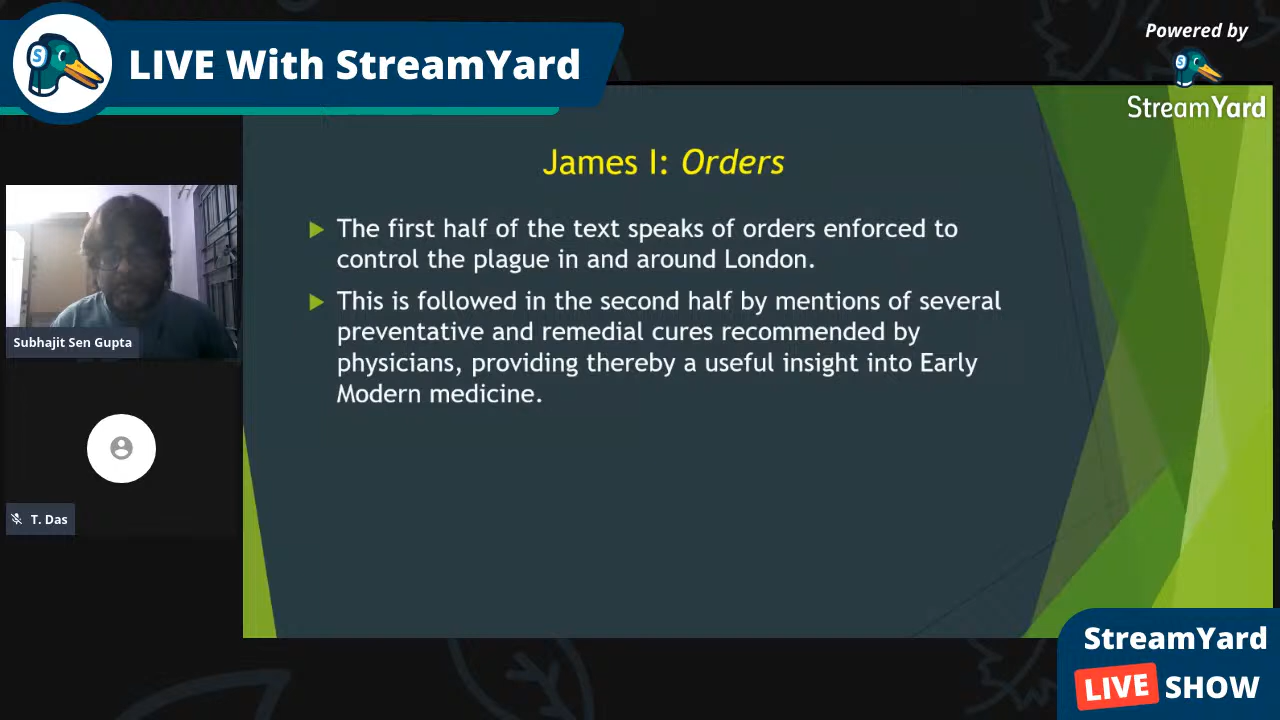 LIVE With StreamYard
Powered by
StreamYard
James I: Orders
The first half of the text speaks of orders enforced to
control the plague in and around London.
This is followed in the second half by mentions of several
preventative and remedial cures recommended by
physicians, providing thereby a useful insight into Early
Modern medicine.
Subhajit Sen Gupta
T. Das
StreamYard
LIVE SHOW